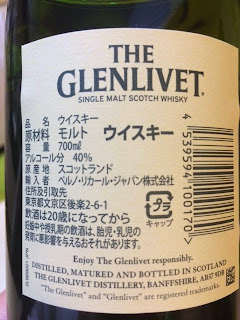 THE
GLENLIVET.
SINGLE MALT SCOTCH WHISKY
品 名 ウイスキー
原材料 モルト ウイスキー
容 量 700㎖
アルコール分 40%
原産国 スコットランド
輸入者 ペルノ・リカール・ジャパン株式会社
住所及引取先
東京都文京区後楽2-6-1
飲酒は20歳になってから
妊娠中や授乳期の飲酒は、胎児・乳児の
発育に悪影響を与えるおそれがあります。
キャップ
4 539594 100170
Enjoy The Glenlivet responsibly.
DISTILLED, MATURED AND BOTTLED IN SCOTLAND
THE GLENLIVET DISTILLERY, BANFFSHIRE, AB37 9DB
"The Glenlivet" and "Glenlivet" are registered trademarks.